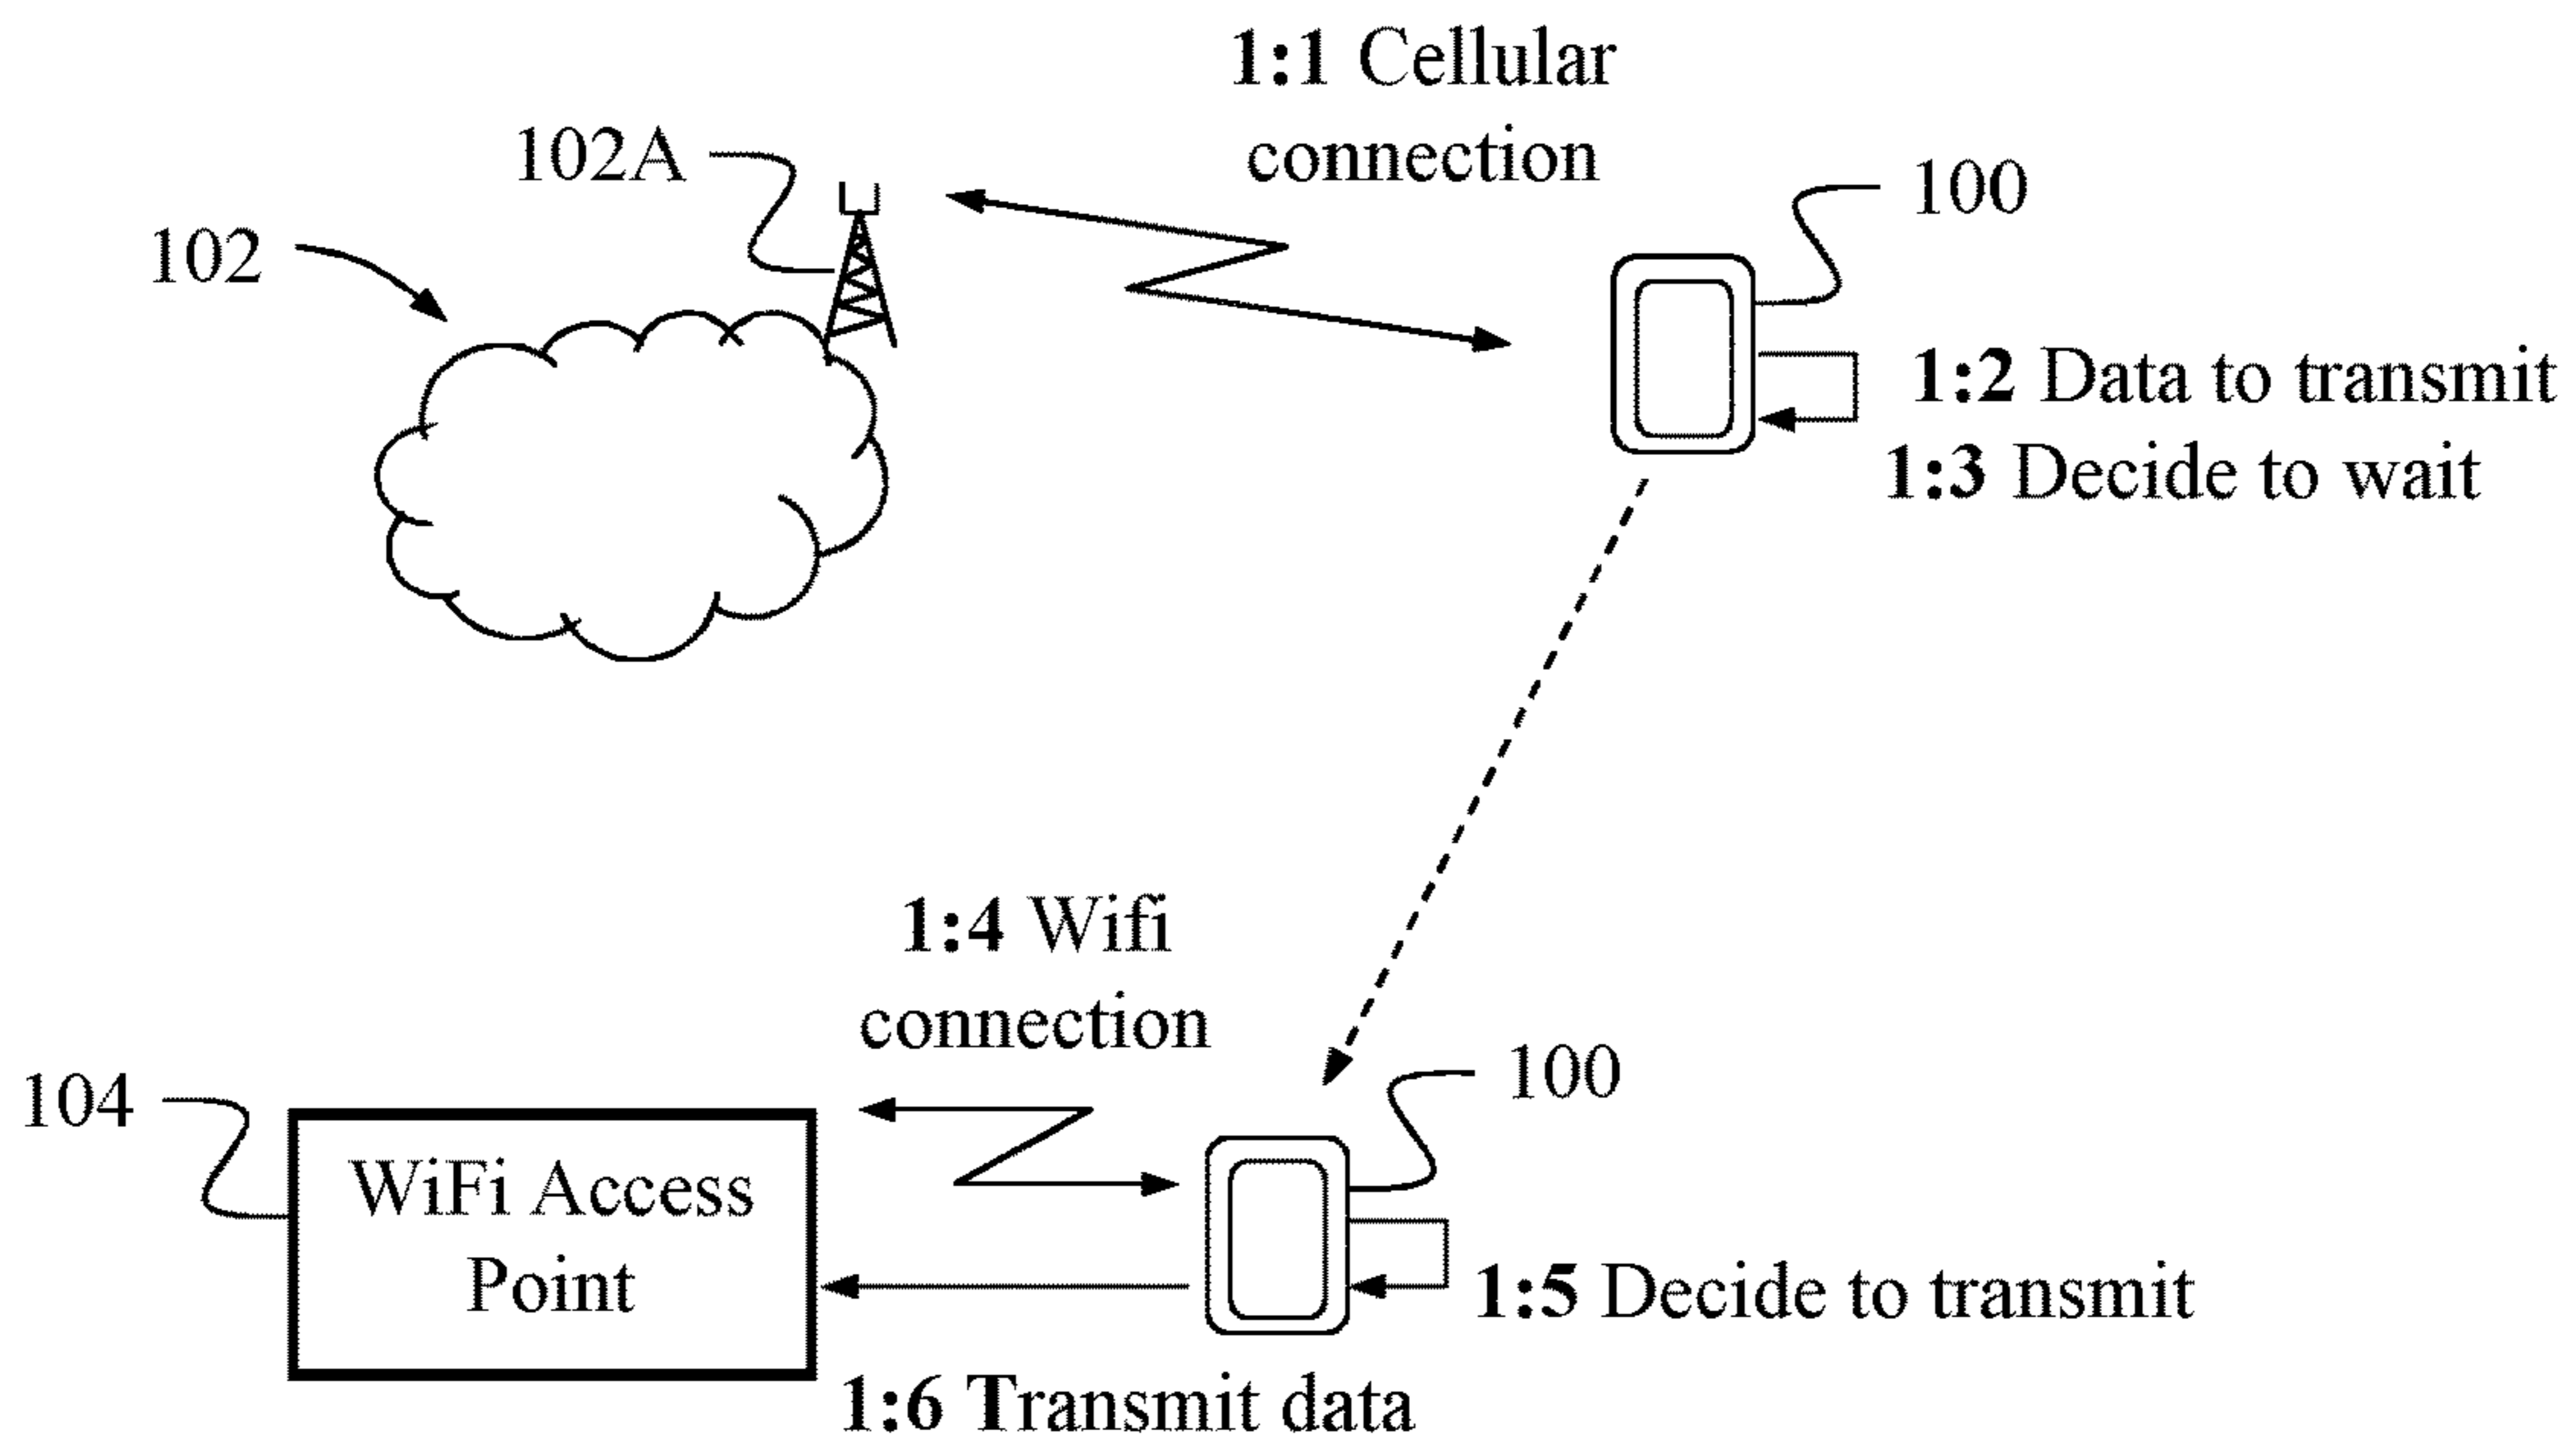 1:1 Cellular
connection
102A
100
102
1:2 Data to transmit
1:3 Decide to wait
1:4 Wifi
connection
104
100
WiFi Access
Point
1:5 Decide to transmit
1:6 Transmit data